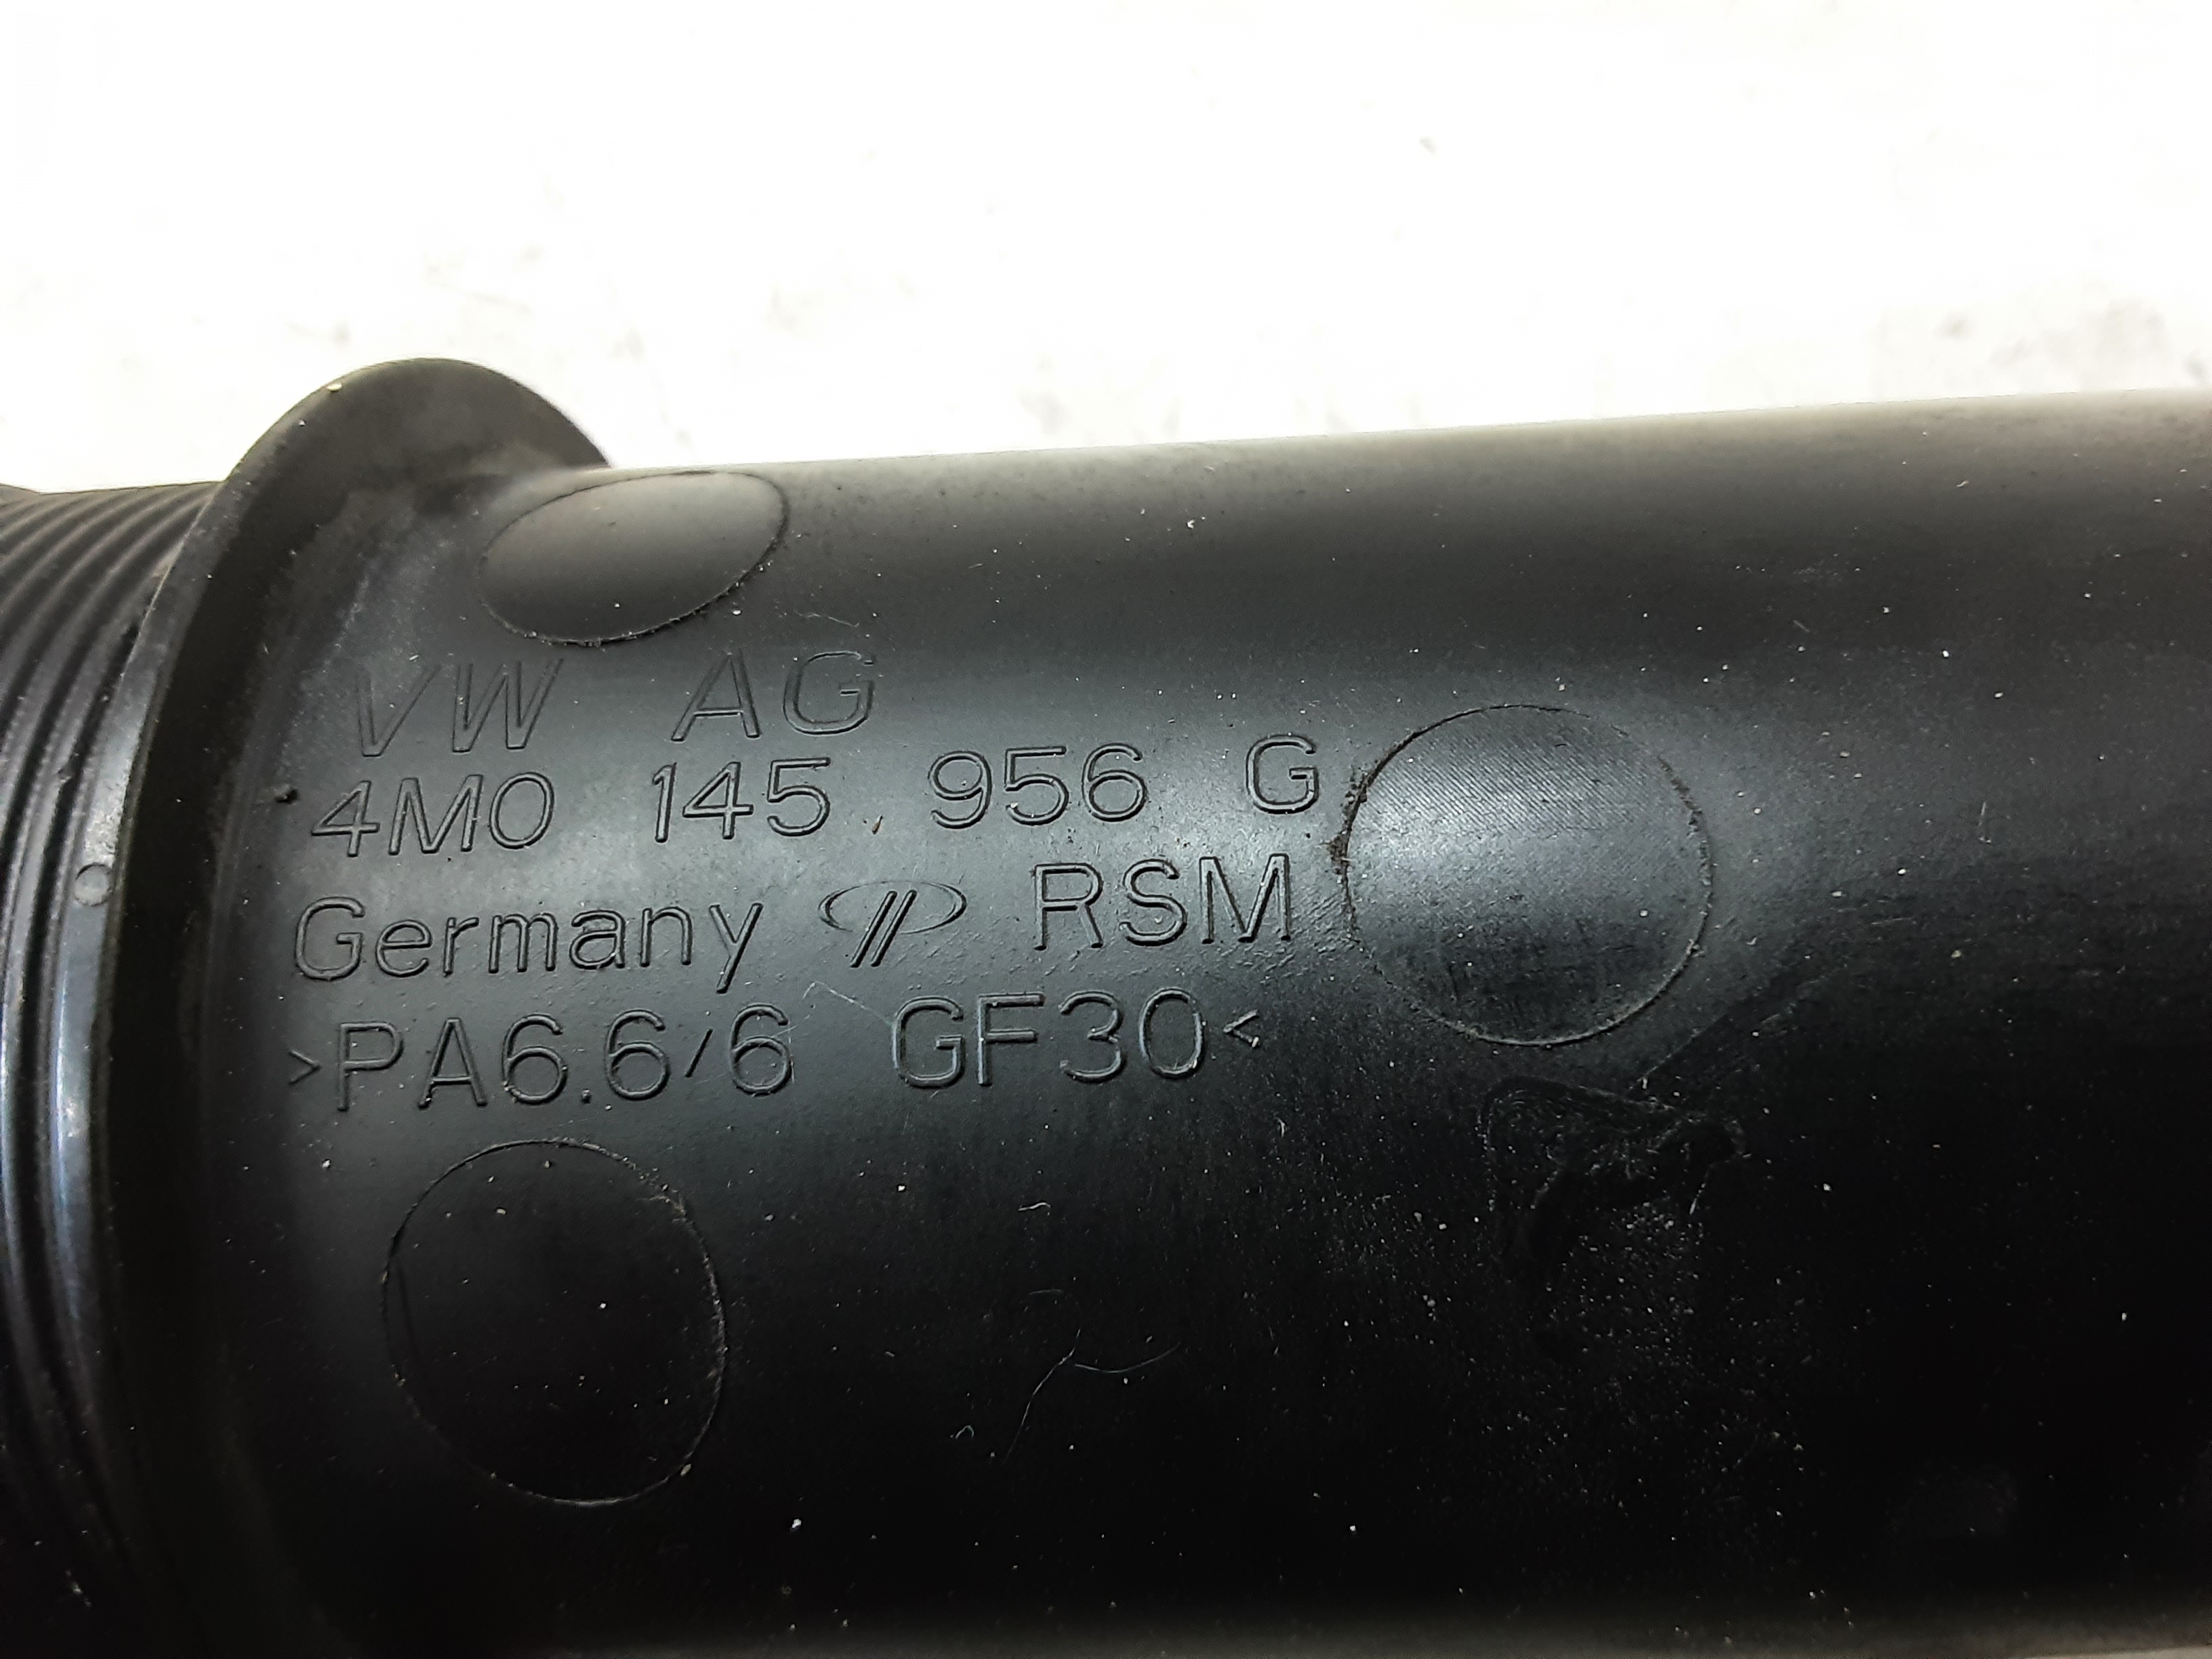 VW AG
4M0 145 956 G
Germany RSM
>PA6.6/6 GF30<